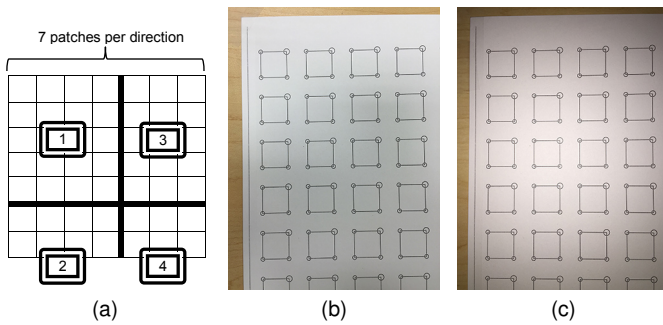 7 patches per direction
1
3
2
4
(a)
(b)
(c)